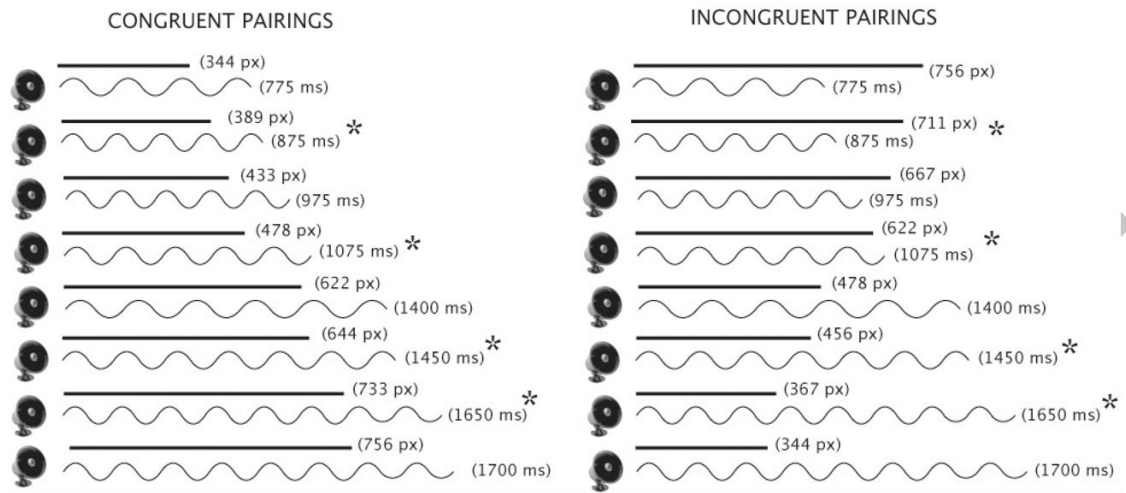 CONGRUENT PAIRINGS
(344 px)
(775 ms)
(389 px)
(875 ms) *
(433 px)
(975 ms)
(478 px)
(1075 ms) *
(622 px)
(1400 ms)
(644 px)
(1450 ms) *
(733 px)
(1650 ms) *
(756 px)
(1700 ms)
INCONGRUENT PAIRINGS
(756 px)
(775 ms)
(711 px) *
(875 ms)
(667 px)
(975 ms)
(622 px)
(1075 ms) *
(478 px)
(1400 ms)
(456 px)
(1450 ms) *
(367 px)
(1650 ms) *
(344 px)
(1700 ms)